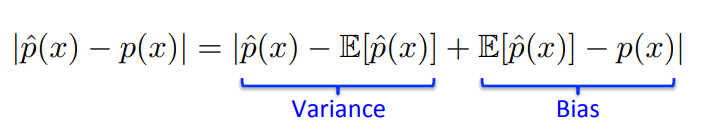 |p̂(x) − p(x)| = |p̂(x) − 𝔼[p̂(x)] + 𝔼[p̂(x)] − p(x)|
Variance Bias